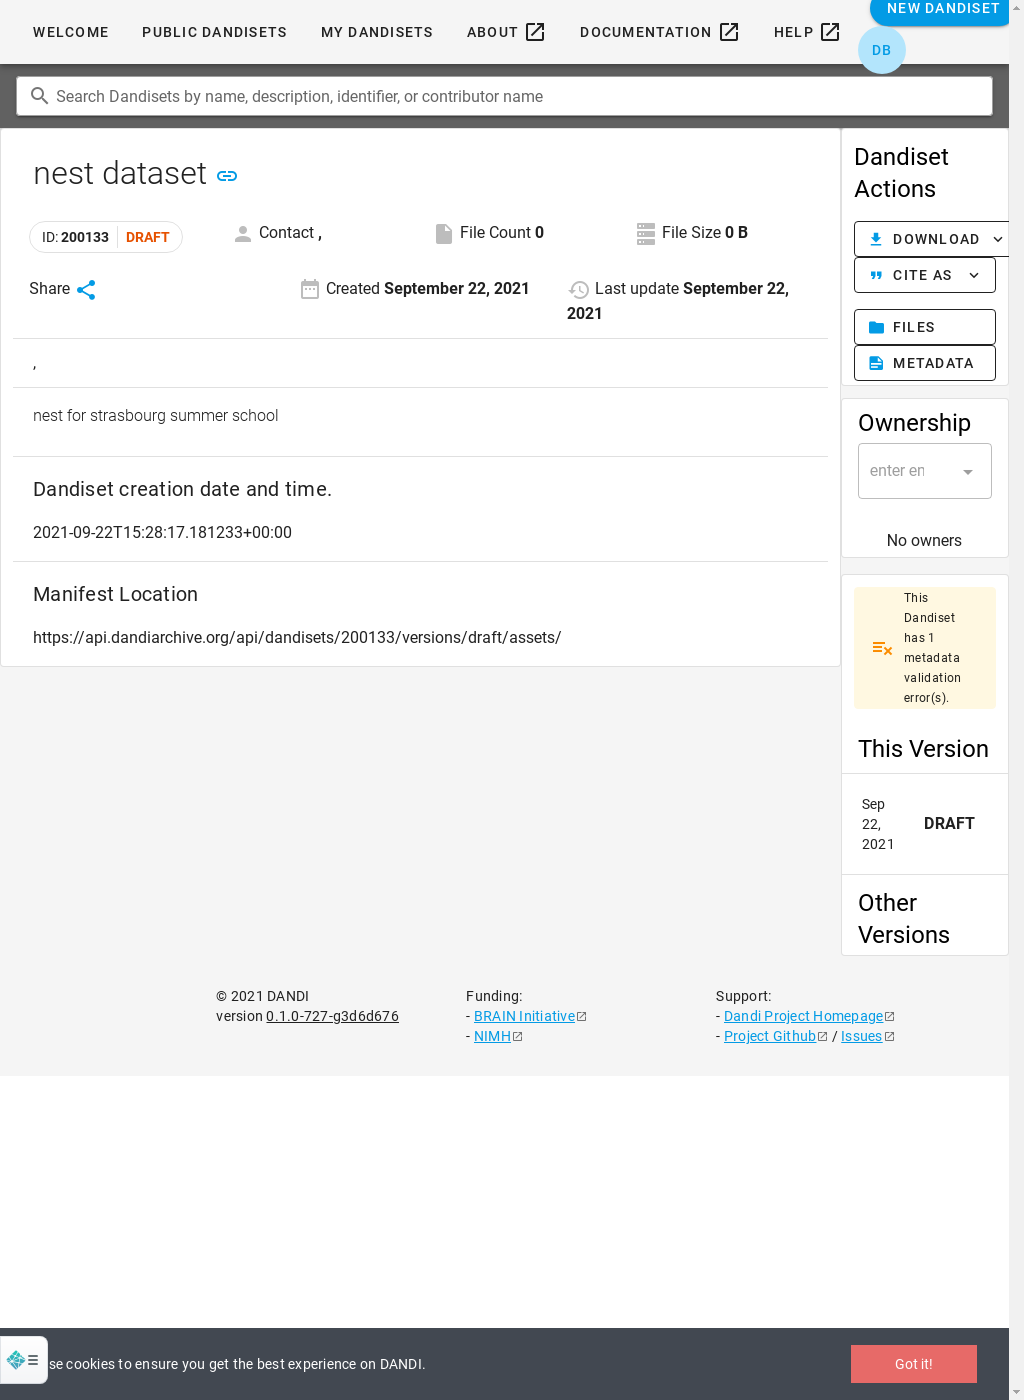 WELCOME PUBLIC DANDISETS MY DANDISETS ABOUT DOCUMENTATION HELP NEW DANDISET
DB
Search Dandisets by name, description, identifier, or contributor name
nest dataset
ID: 200133 DRAFT
Contact ,
File Count 0
File Size 0 B
Share
Created September 22, 2021
Last update September 22,
2021
,
nest for strasbourg summer school
Dandiset creation date and time.
2021-09-22T15:28:17.181233+00:00
Manifest Location
https://api.dandiarchive.org/api/dandisets/200133/versions/draft/assets/
Dandiset
Actions
DOWNLOAD
CITE AS
FILES
METADATA
Ownership
enter en
No owners
This
Dandiset
has 1
metadata
validation
error(s).
This Version
Sep
22,
2021
DRAFT
Other
Versions
© 2021 DANDI
version 0.1.0-727-g3d6d676
Funding:
- BRAIN Initiative
- NIMH
Support:
- Dandi Project Homepage
- Project Github / Issues
se cookies to ensure you get the best experience on DANDI.
Got it!